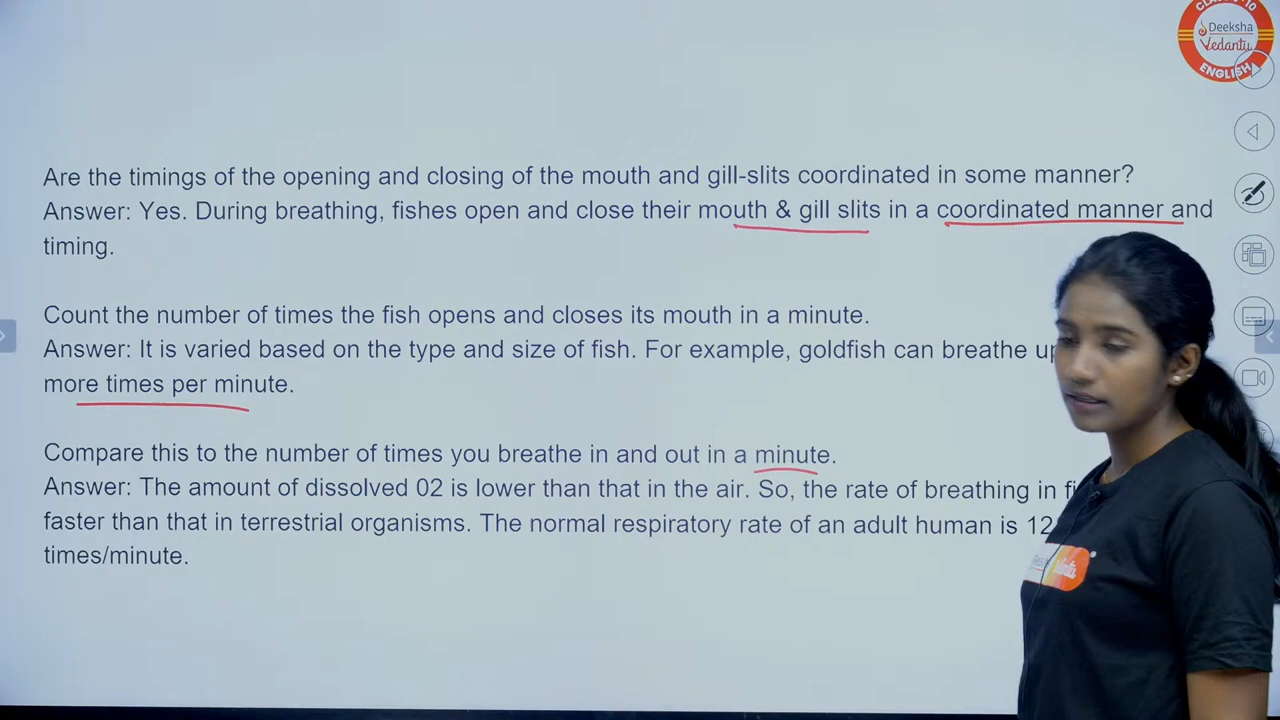 CLASS 9-10
Deeksha
Vedantu
ENGLISH
Are the timings of the opening and closing of the mouth and gill-slits coordinated in some manner?
Answer: Yes. During breathing, fishes open and close their mouth & gill slits in a coordinated manner and
timing.
Count the number of times the fish opens and closes its mouth in a minute.
Answer: It is varied based on the type and size of fish. For example, goldfish can breathe
more times per minute.
Compare this to the number of times you breathe in and out in a minute.
Answer: The amount of dissolved 02 is lower than that in the air. So, the rate of breathing in
faster than that in terrestrial organisms. The normal respiratory rate of an adult human is 12
times/minute.